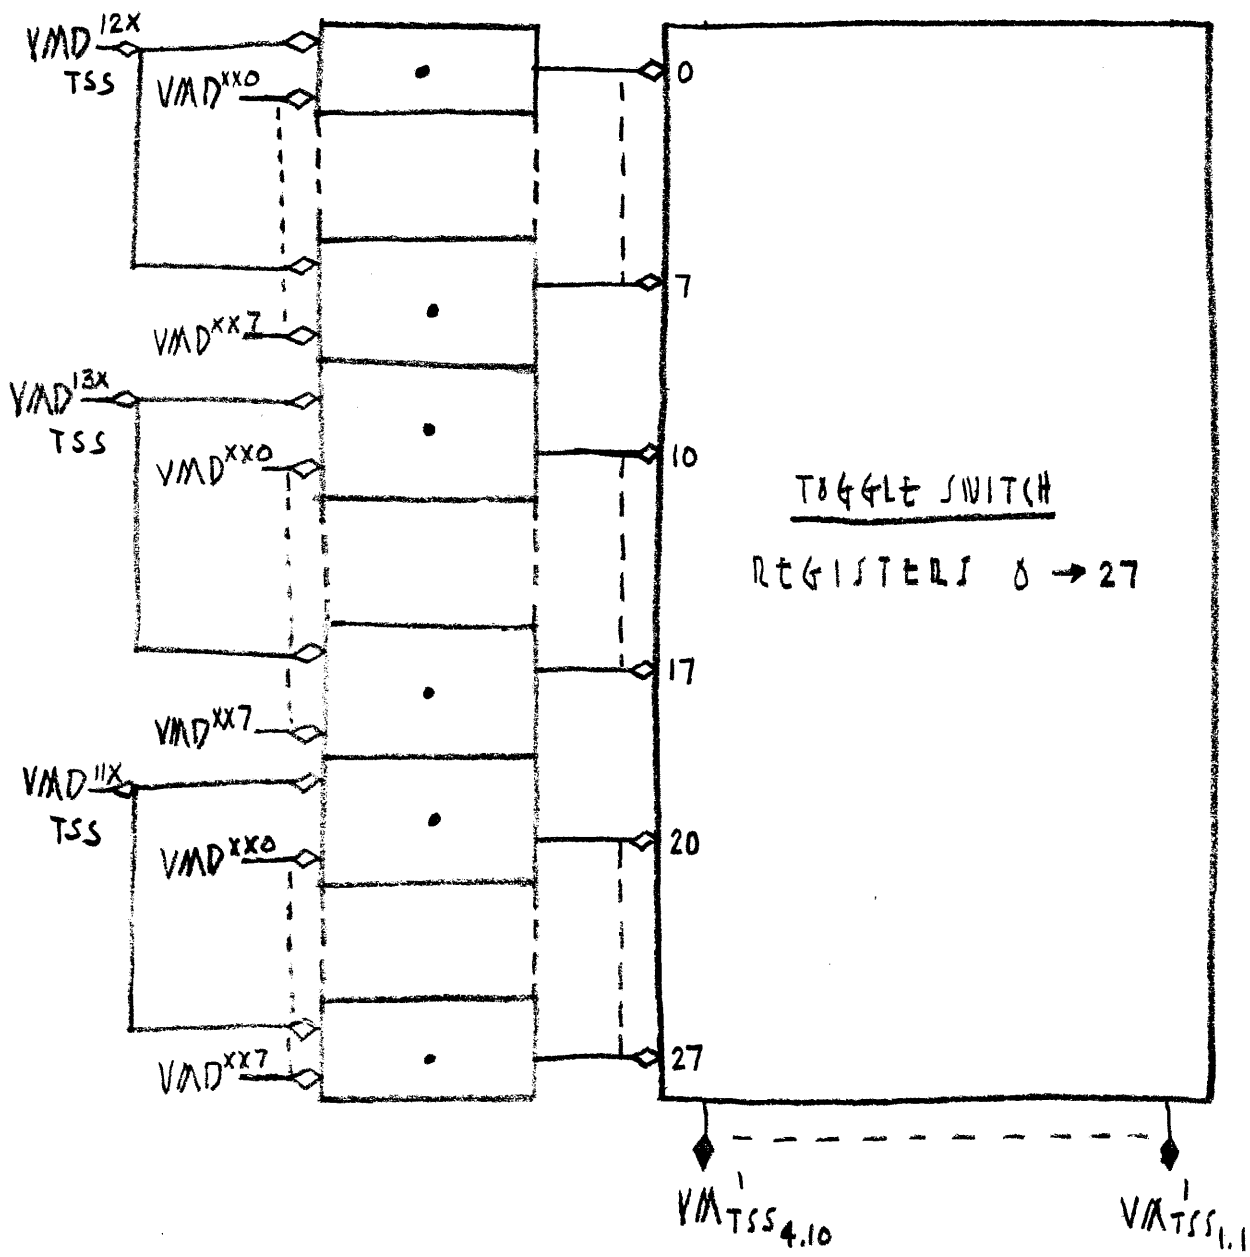 VMD^12X
TSS
VMD^XX0
0
7
VMD^XX7
VMD^13X
TSS
VMD^XX0
10
TOGGLE SWITCH
REGISTERS 0 → 27
17
VMD^XX7
VMD^11X
TSS
VMD^XX0
20
27
VMD^XX7
VM^1_TSS 4.10
VM^1_TSS 1.1